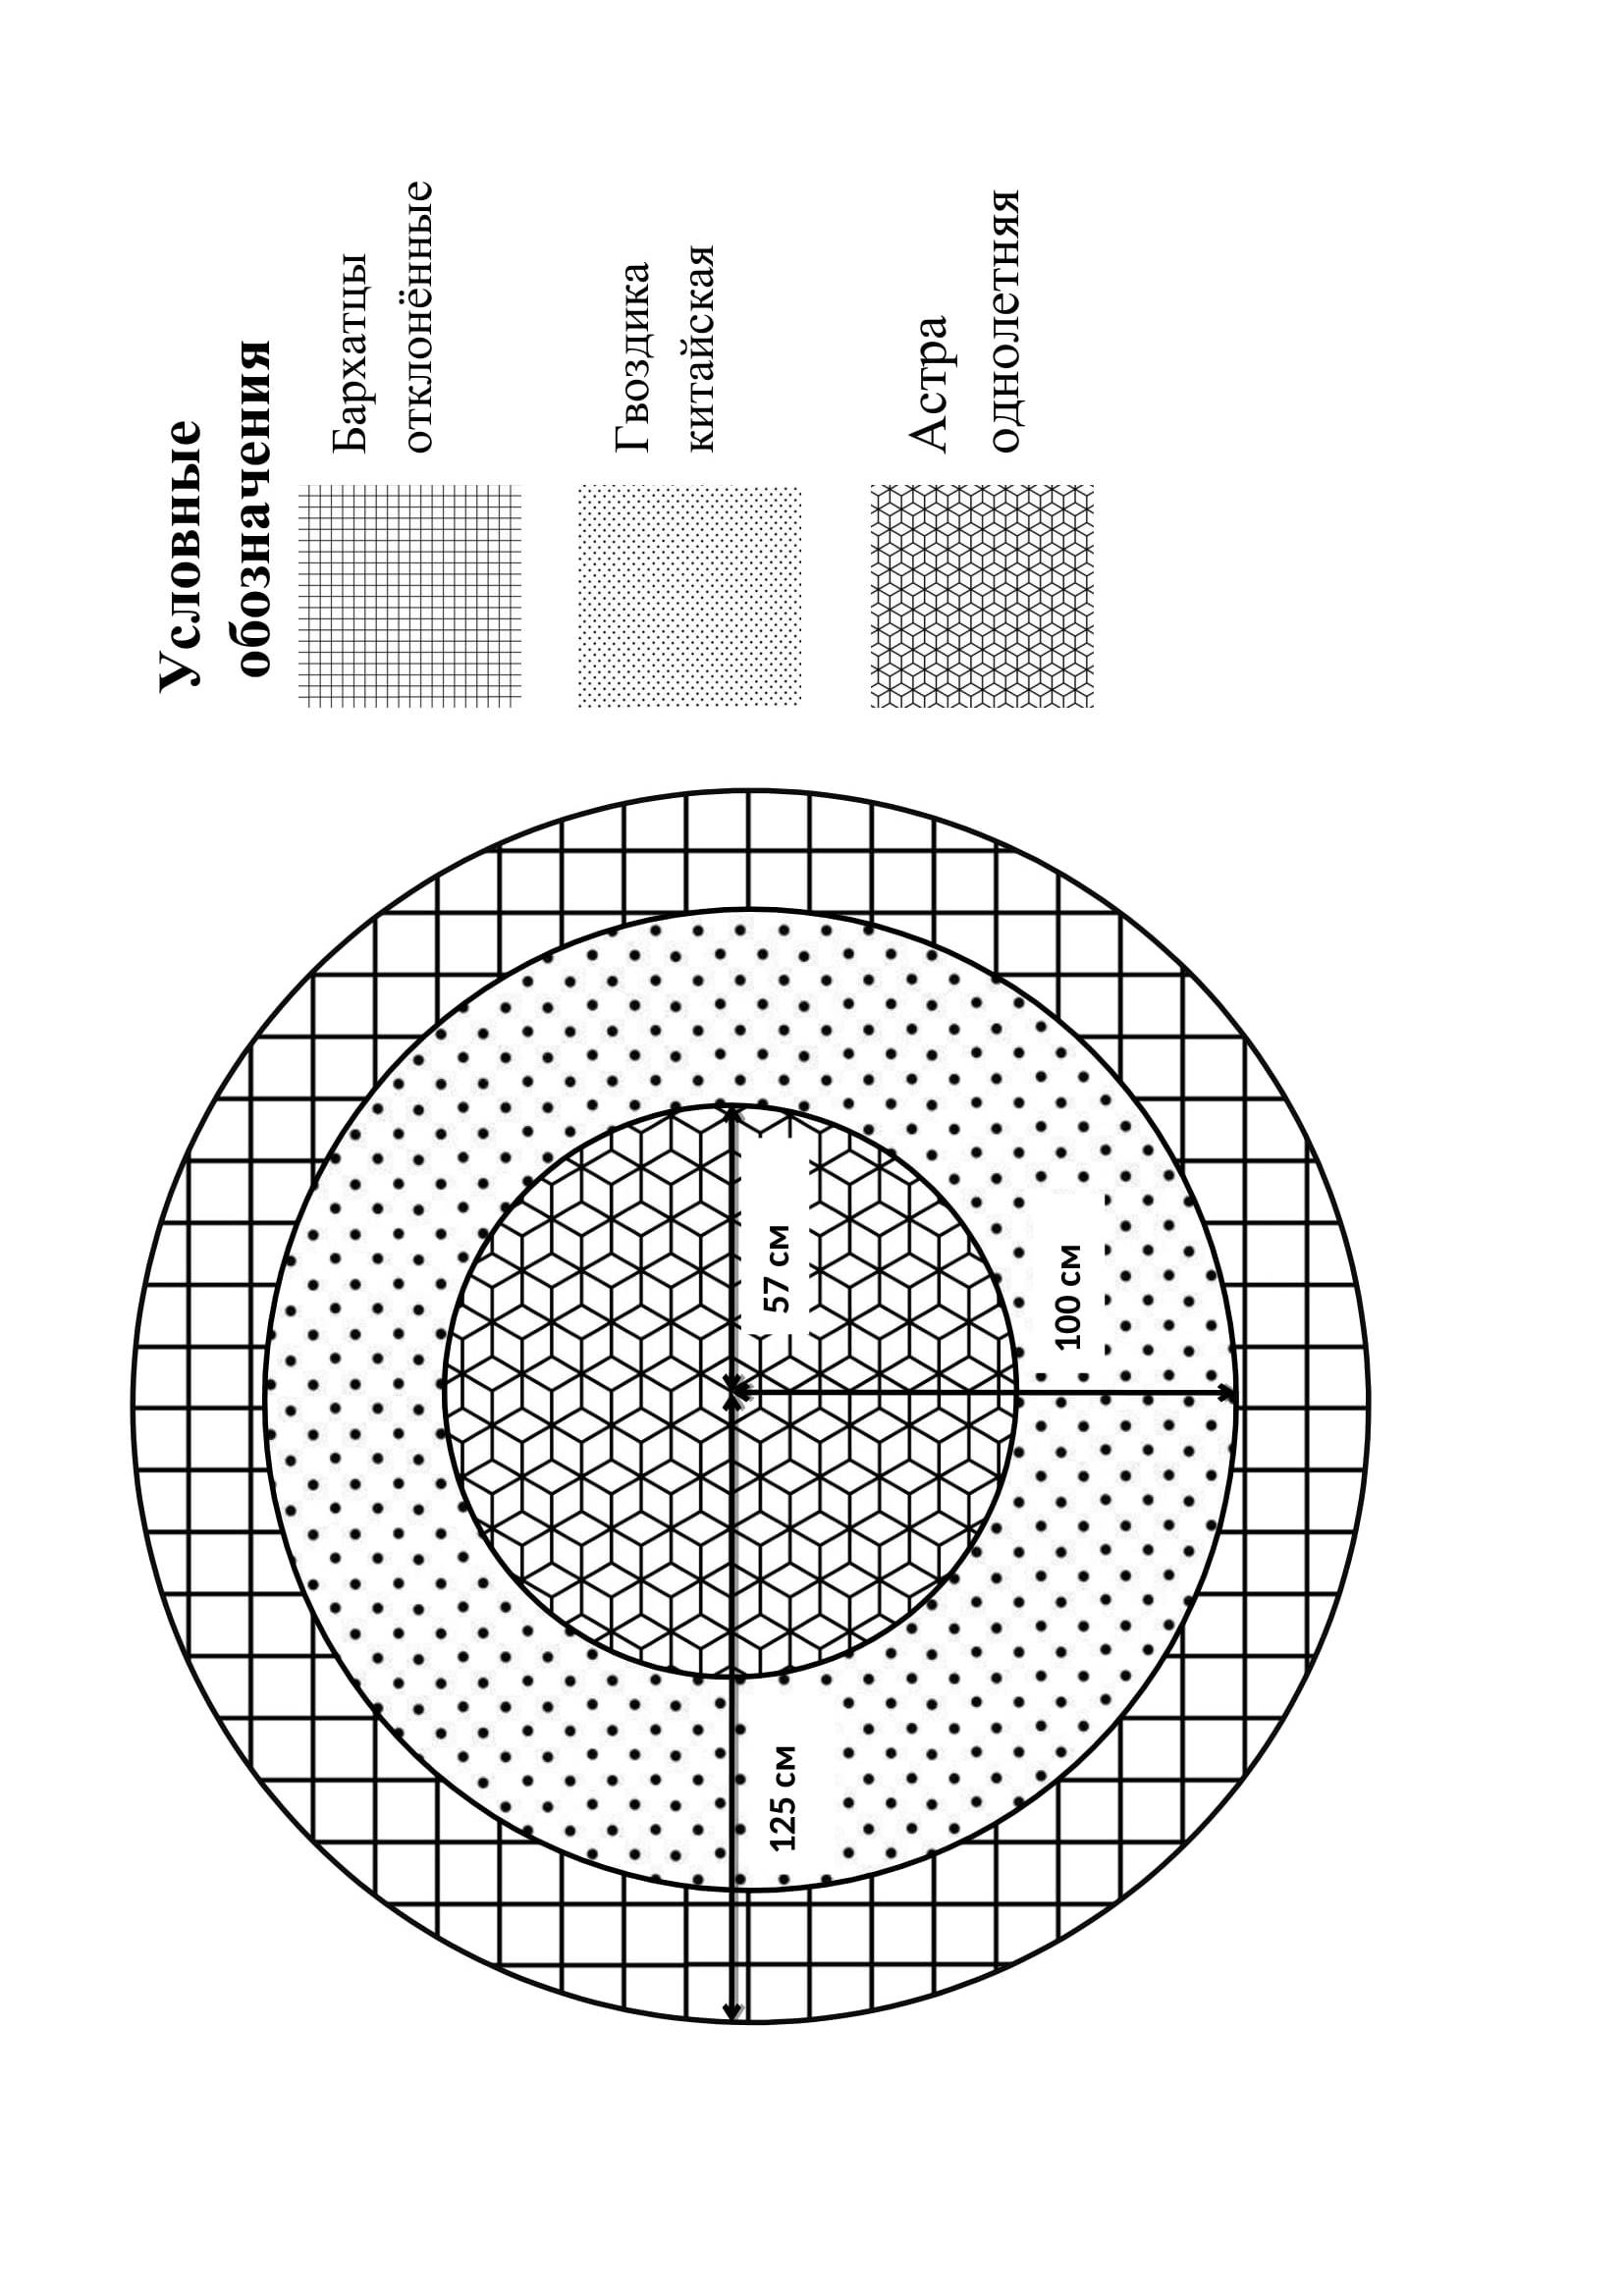 Условные
обозначения
Бархатцы
отклонённые
Гвоздика
китайская
Астра
однолетняя
57 см
100 см
125 см